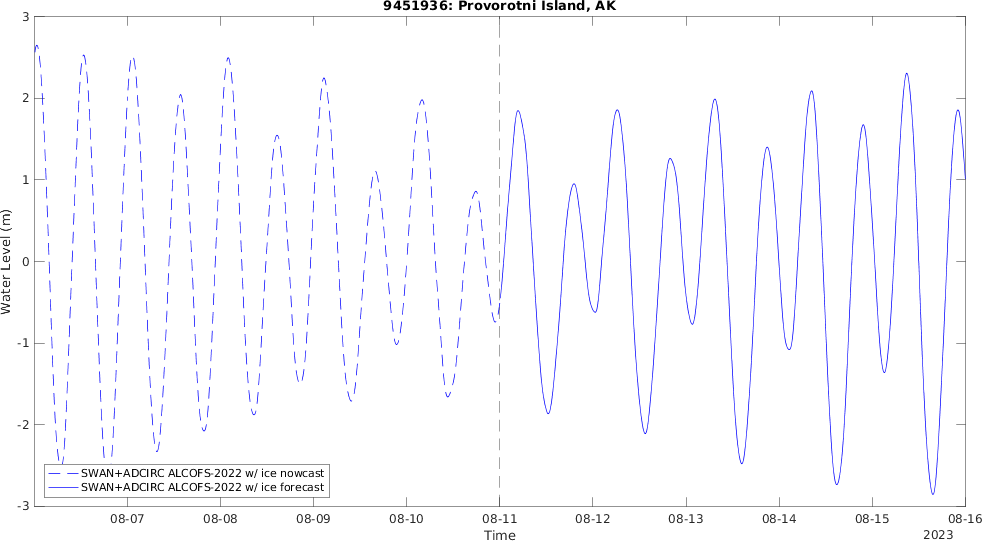 9451936: Provorotni Island, AK
3
2
1
0
-1
-2
-3
Water Level (m)
SWAN+ADCIRC ALCOFS-2022 w/ ice nowcast
SWAN+ADCIRC ALCOFS-2022 w/ ice forecast
08-07 08-08 08-09 08-10 08-11 08-12 08-13 08-14 08-15 08-16
Time
2023